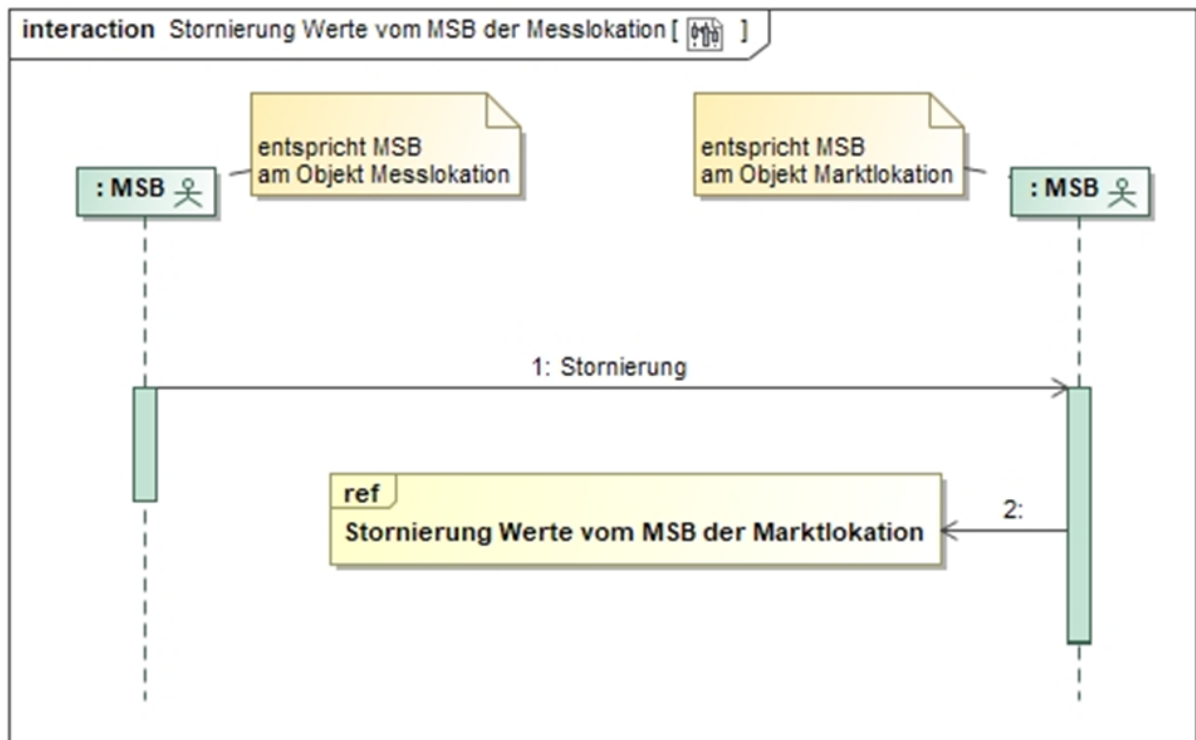 interaction Stornierung Werte vom MSB der Messlokation [ ]
entspricht MSB
am Objekt Messlokation
entspricht MSB
am Objekt Marktlokation
: MSB
: MSB
1: Stornierung
ref
2:
Stornierung Werte vom MSB der Marktlokation